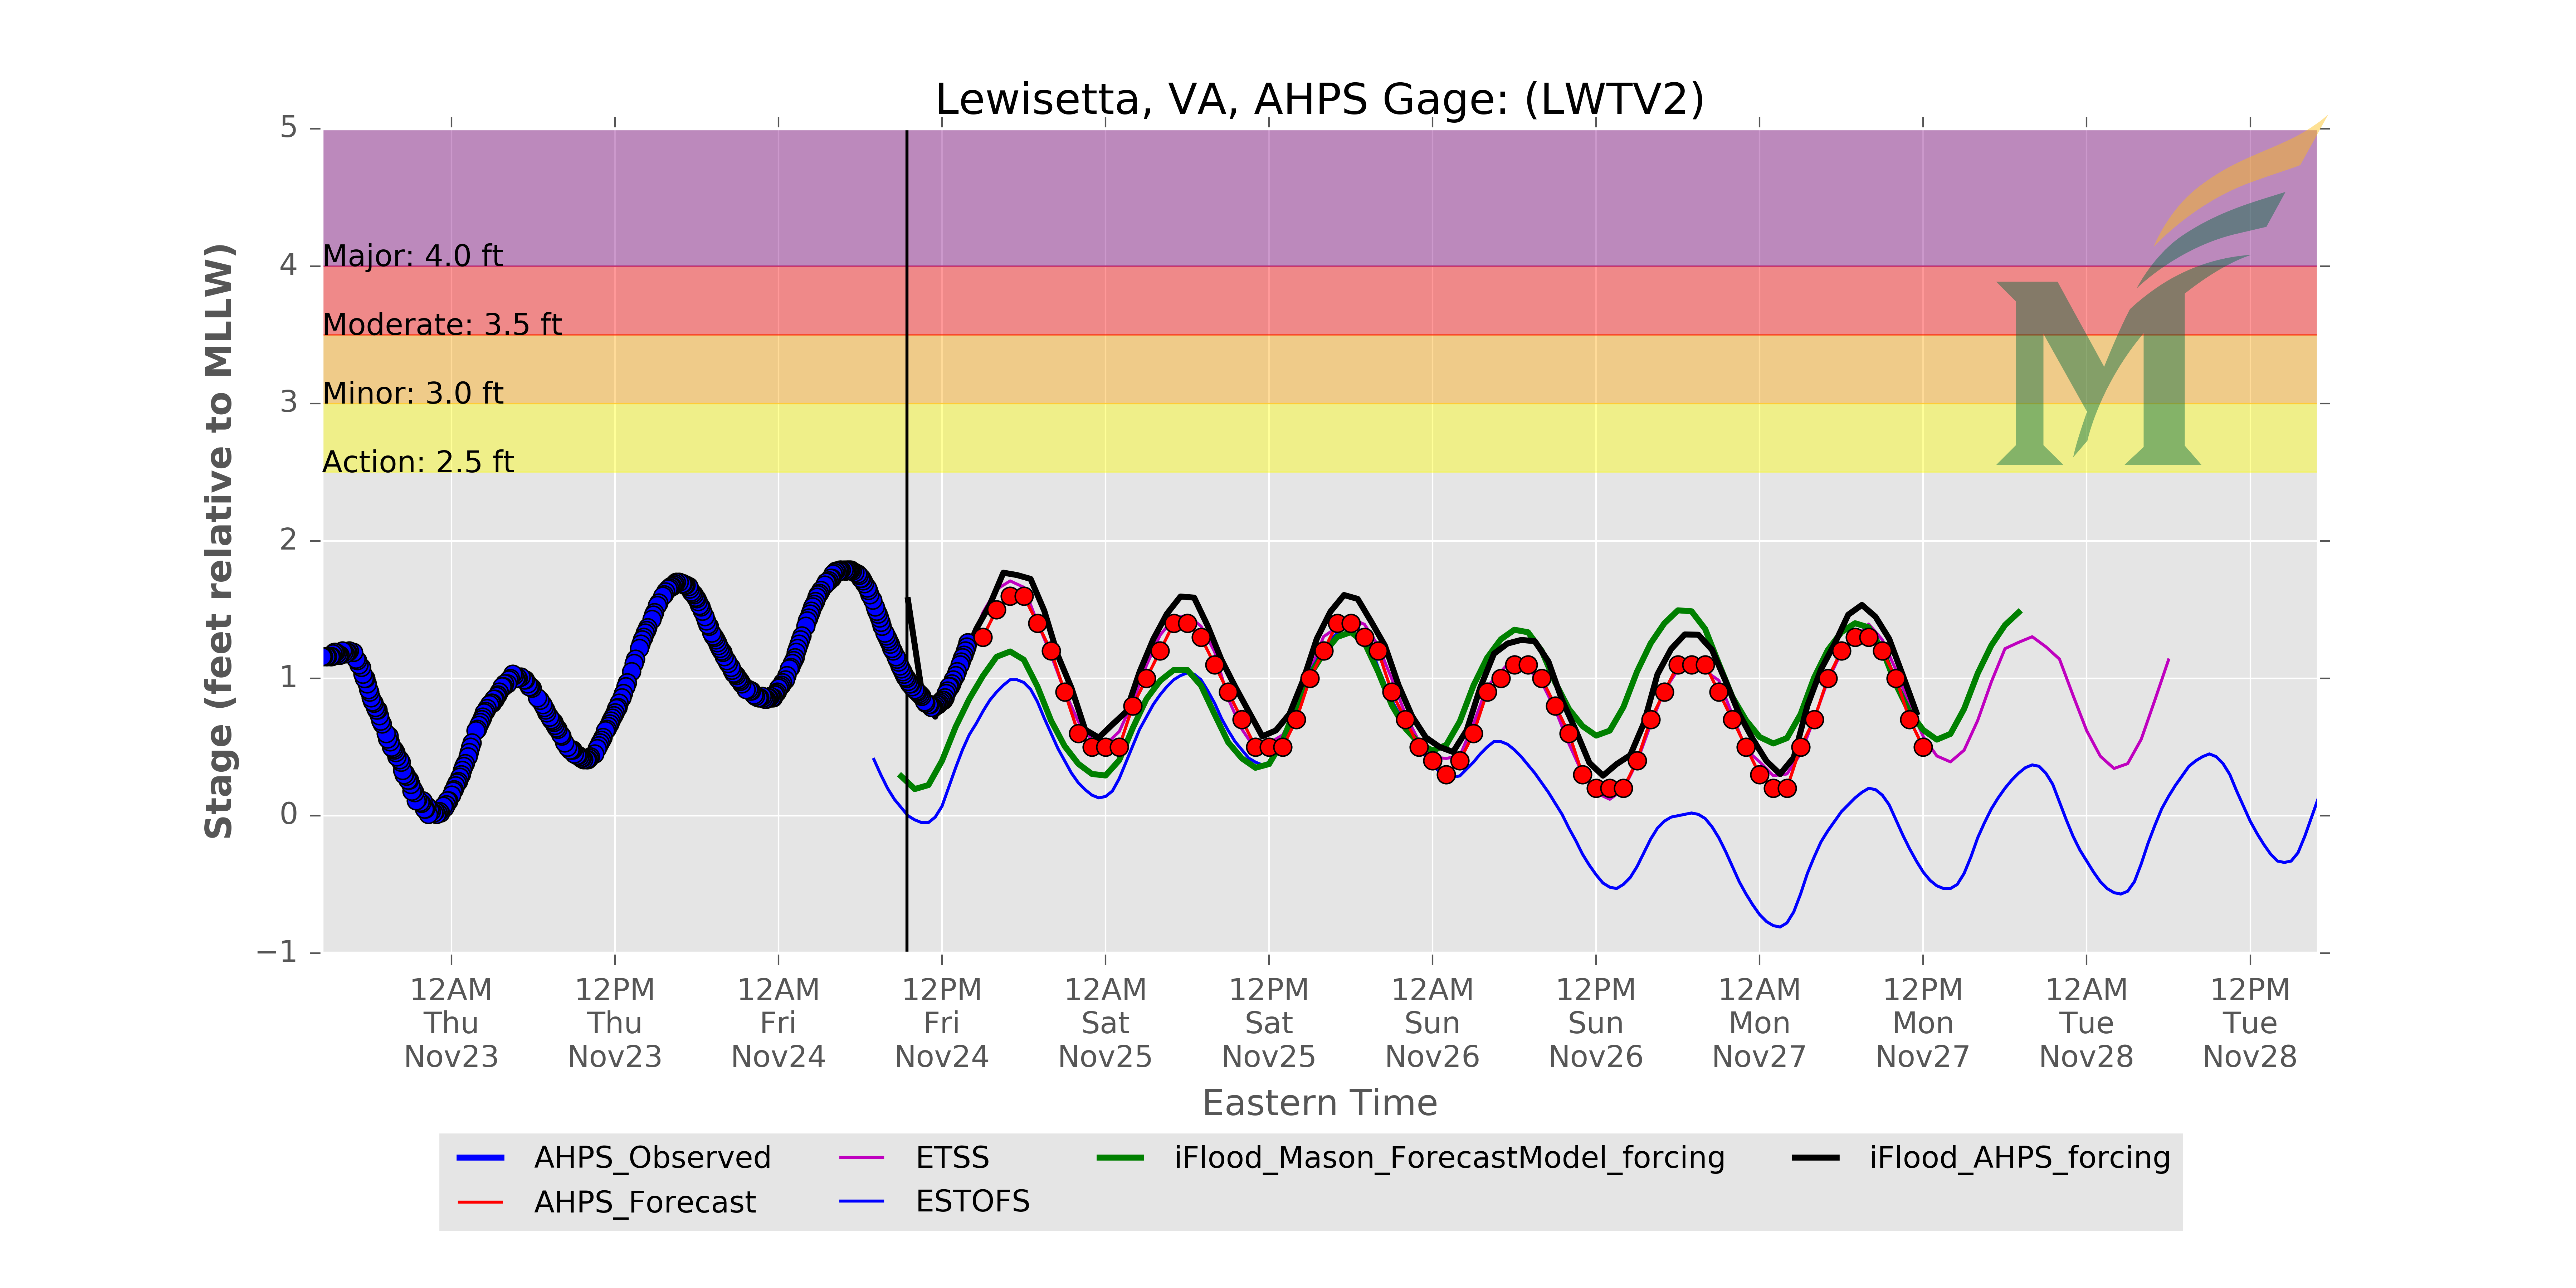 Lewisetta, VA, AHPS Gage: (LWTV2)
Stage (feet relative to MLLW)
5
4
3
2
1
0
−1
Major: 4.0 ft
Moderate: 3.5 ft
Minor: 3.0 ft
Action: 2.5 ft
12AM 12PM 12AM 12PM 12AM 12PM 12AM 12PM 12AM 12PM 12AM 12PM
Thu Thu Fri Fri Sat Sat Sun Sun Mon Mon Tue Tue
Nov23 Nov23 Nov24 Nov24 Nov25 Nov25 Nov26 Nov26 Nov27 Nov27 Nov28 Nov28
Eastern Time
AHPS_Observed ETSS iFlood_Mason_ForecastModel_forcing iFlood_AHPS_forcing
AHPS_Forecast ESTOFS